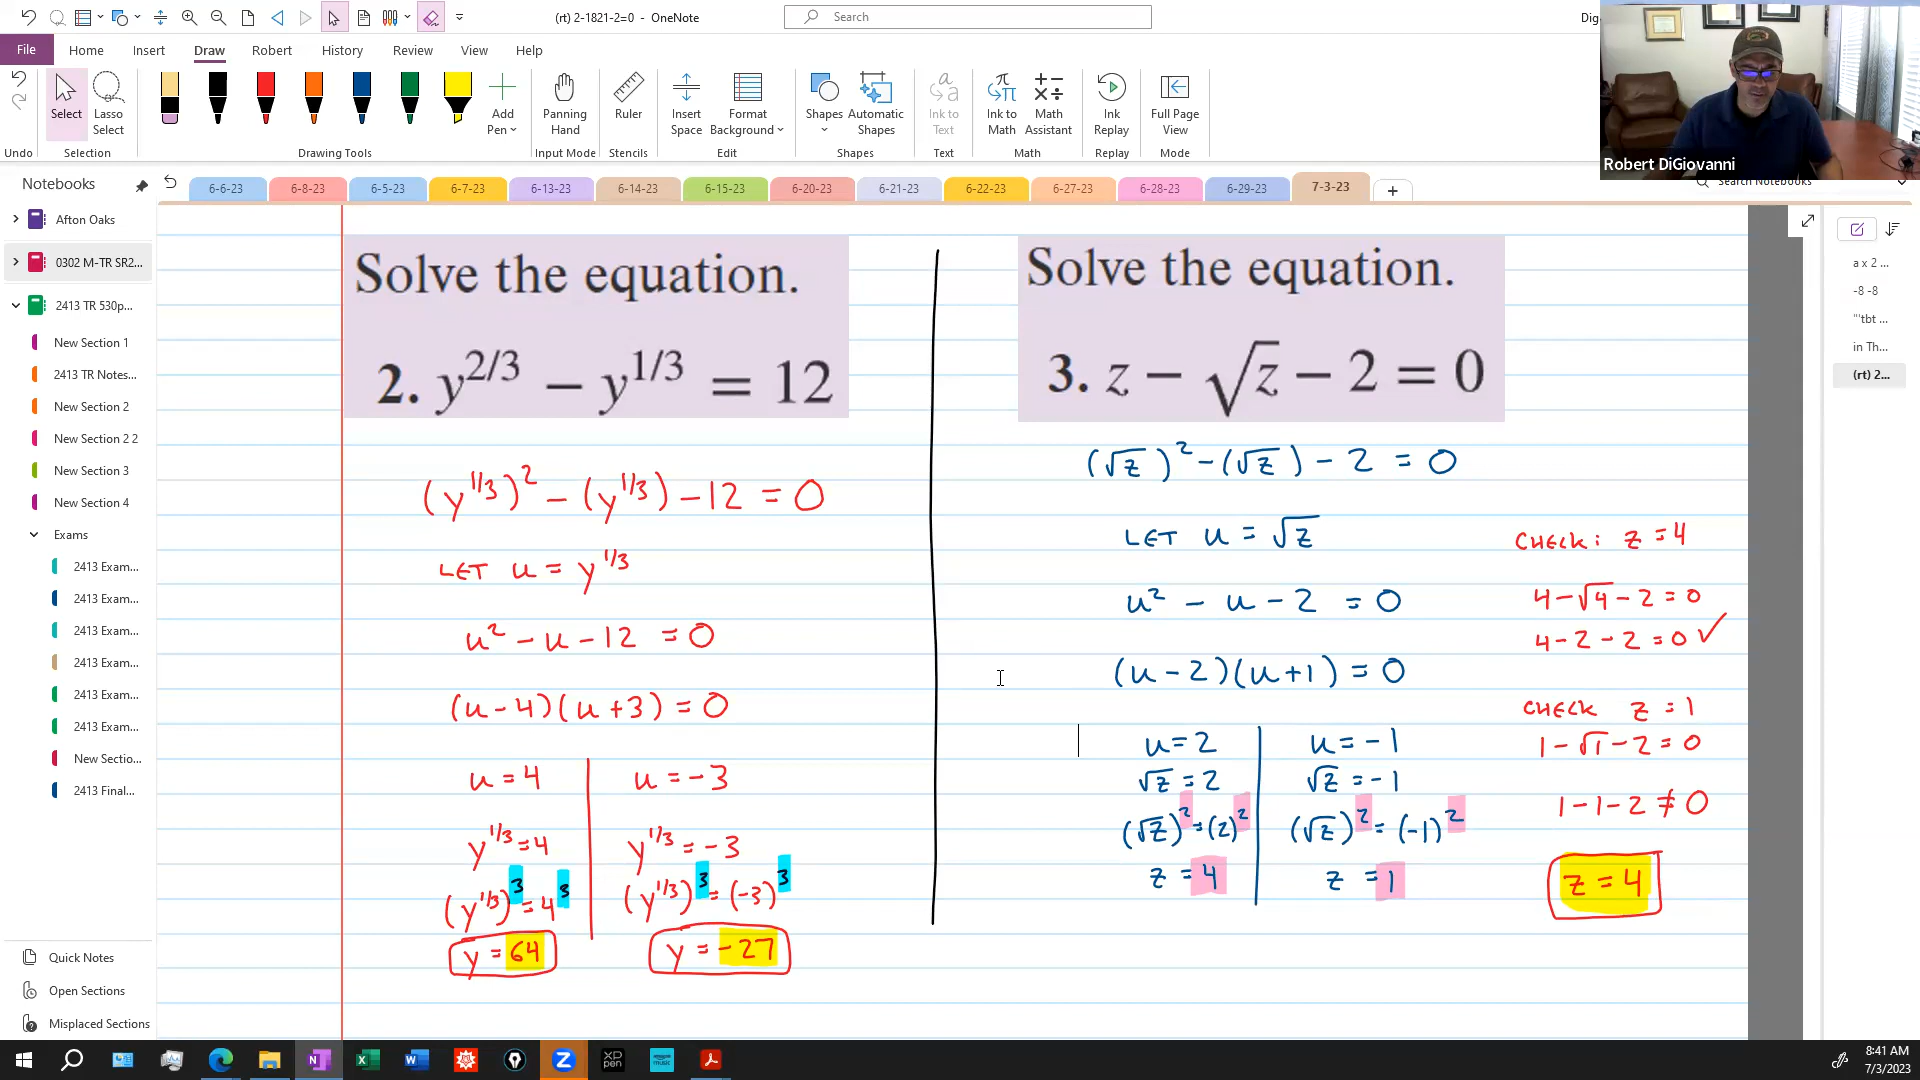 (rt) 2-1821-2=0 - OneNote
Search
Dig
File
Home
Insert
Draw
Robert
History
Review
View
Help
Select
Lasso Select
Add Pen
Panning Hand
Ruler
Insert Space
Format Background
Shapes
Automatic Shapes
Ink to Text
Ink to Math
Math Assistant
Ink Replay
Full Page View
Undo
Selection
Drawing Tools
Input Mode
Stencils
Edit
Shapes
Text
Math
Replay
Mode
Robert DiGiovanni
Notebooks
6-6-23
6-8-23
6-5-23
6-7-23
6-13-23
6-14-23
6-15-23
6-20-23
6-21-23
6-22-23
6-27-23
6-28-23
6-29-23
7-3-23
Search Notebooks
Afton Oaks
0302 M-TR SR2...
2413 TR 530p...
New Section 1
2413 TR Notes...
New Section 2
New Section 2 2
New Section 3
New Section 4
Exams
2413 Exam...
2413 Exam...
2413 Exam...
2413 Exam...
2413 Exam...
2413 Exam...
New Sectio...
2413 Final...
Quick Notes
Open Sections
Misplaced Sections
Solve the equation.
2. y^{2/3} − y^{1/3} = 12
(y^{1/3})^2 − (y^{1/3}) − 12 = 0
LET u = y^{1/3}
u^2 − u − 12 = 0
(u − 4)(u + 3) = 0
u = 4
y^{1/3} = 4
(y^{1/3})^3 = 4^3
y = 64
u = −3
y^{1/3} = −3
(y^{1/3})^3 = (−3)^3
y = −27
Solve the equation.
3. z − √z − 2 = 0
(√z)^2 − (√z) − 2 = 0
LET u = √z
u^2 − u − 2 = 0
(u − 2)(u + 1) = 0
u = 2
√z = 2
(√z)^2 = (2)^2
z = 4
u = −1
√z = −1
(√z)^2 = (−1)^2
z = 1
CHECK: z = 4
4 − √4 − 2 = 0
4 − 2 − 2 = 0 ✓
CHECK z = 1
1 − √1 − 2 = 0
1 − 1 − 2 ≠ 0
z = 4
a x 2 ...
-8 -8
"'tbt ...
in Th...
(rt) 2...
XP
pen
8:41 AM
7/3/2023